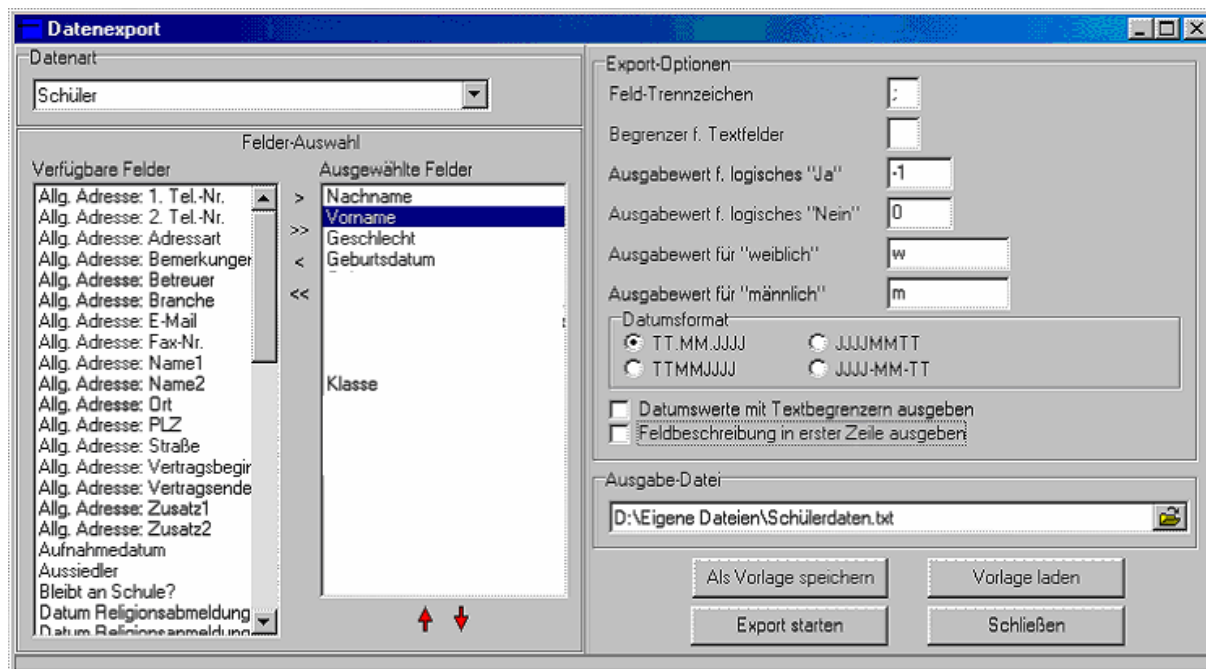 Datenexport
Datenart
Schüler
Felder-Auswahl
Verfügbare Felder
Allg. Adresse: 1. Tel.-Nr.
Allg. Adresse: 2. Tel.-Nr.
Allg. Adresse: Adressart
Allg. Adresse: Bemerkunger
Allg. Adresse: Betreuer
Allg. Adresse: Branche
Allg. Adresse: E-Mail
Allg. Adresse: Fax-Nr.
Allg. Adresse: Name1
Allg. Adresse: Name2
Allg. Adresse: Ort
Allg. Adresse: PLZ
Allg. Adresse: Straße
Allg. Adresse: Vertragsbegir
Allg. Adresse: Vertragsende
Allg. Adresse: Zusatz1
Allg. Adresse: Zusatz2
Aufnahmedatum
Aussiedler
Bleibt an Schule?
Datum Religionsabmeldung
Datum Religionsanmeldung
>
>>
<
<<
Ausgewählte Felder
Nachname
Vorname
Geschlecht
Geburtsdatum
Klasse
Export-Optionen
Feld-Trennzeichen ;
Begrenzer f. Textfelder
Ausgabewert f. logisches "Ja" -1
Ausgabewert f. logisches "Nein" 0
Ausgabewert für "weiblich" w
Ausgabewert für "männlich" m
Datumsformat
TT.MM.JJJJ JJJJMMTT
TTMMJJJJ JJJJ-MM-TT
Datumswerte mit Textbegrenzern ausgeben
Feldbeschreibung in erster Zeile ausgeben
Ausgabe-Datei
D:\Eigene Dateien\Schülerdaten.txt
Als Vorlage speichern Vorlage laden
Export starten Schließen